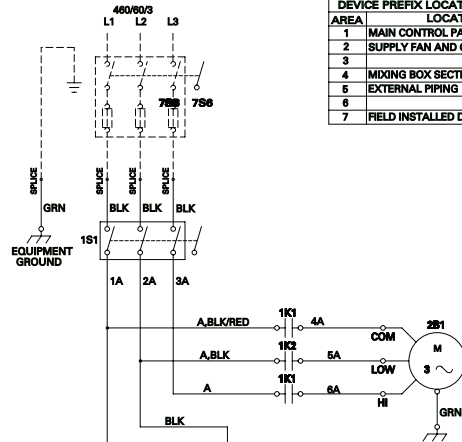 460/60/3
L1 L2 L3
7S6
SPLICE SPLICE SPLICE SPLICE
GRN BLK BLK BLK
1S1
EQUIPMENT
GROUND
1A 2A 3A
A,BLK/RED 1K1 4A COM
A,BLK 1K2 5A LOW
A 1K1 6A HI
BLK
2B1
M
3
GRN
DEVICE PREFIX LOCAT
AREA LOCAT
1 MAIN CONTROL PA
2 SUPPLY FAN AND
3
4 MIXING BOX SECTI
5 EXTERNAL PIPING
6
7 FIELD INSTALLED D